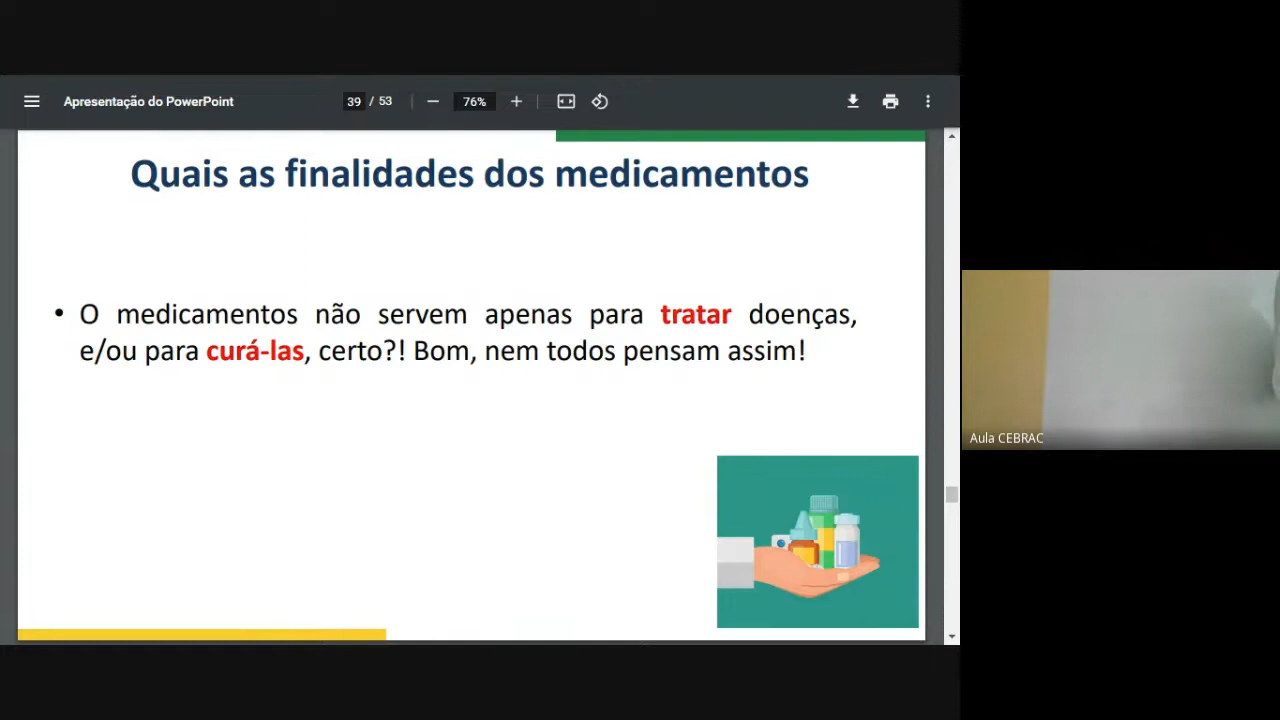 Apresentação do PowerPoint
39 / 53
76%
Quais as finalidades dos medicamentos
• O medicamentos não servem apenas para tratar doenças,
e/ou para curá-las, certo?! Bom, nem todos pensam assim!
Aula CEBRAC